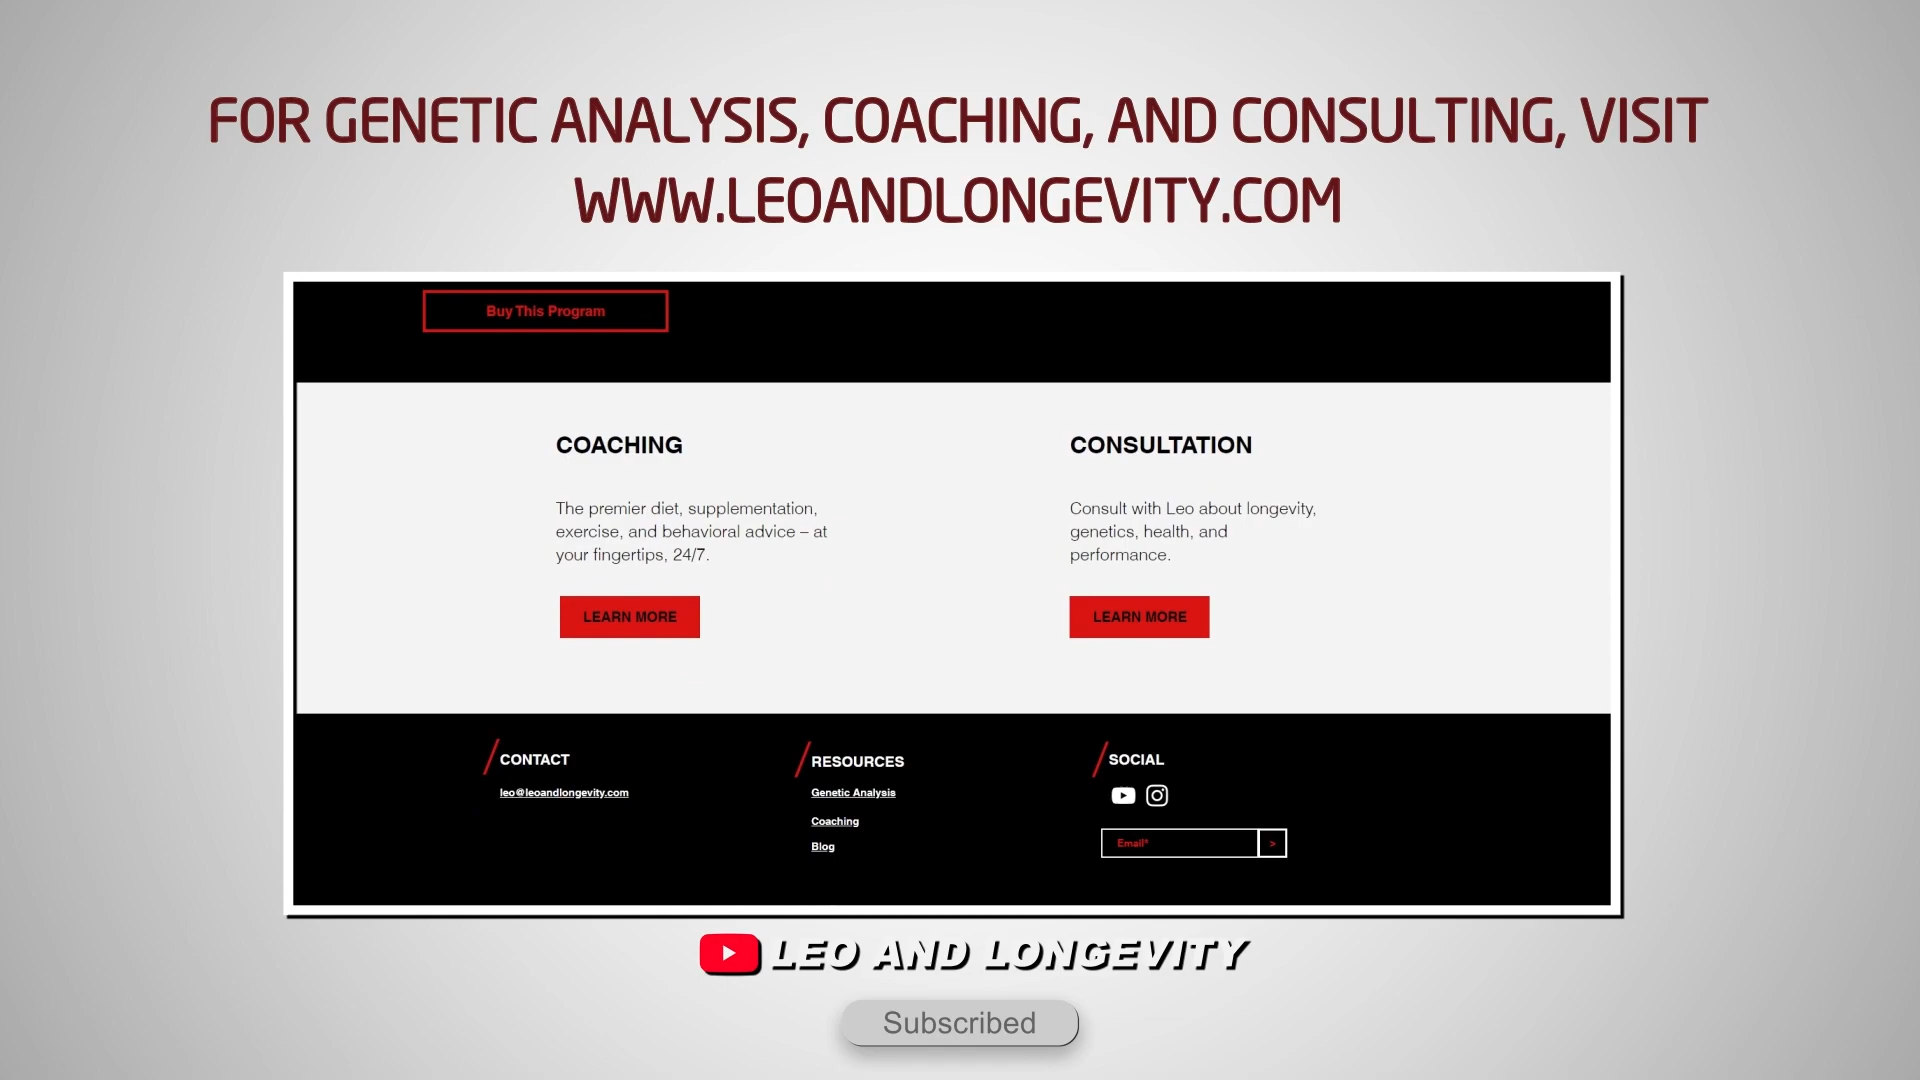 FOR GENETIC ANALYSIS, COACHING, AND CONSULTING, VISIT
WWW.LEOANDLONGEVITY.COM
Buy This Program
COACHING
The premier diet, supplementation,
exercise, and behavioral advice – at
your fingertips, 24/7.
LEARN MORE
CONSULTATION
Consult with Leo about longevity,
genetics, health, and
performance.
LEARN MORE
CONTACT
leo@leoandlongevity.com
RESOURCES
Genetic Analysis
Coaching
Blog
SOCIAL
Email*
>
LEO AND LONGEVITY
Subscribed